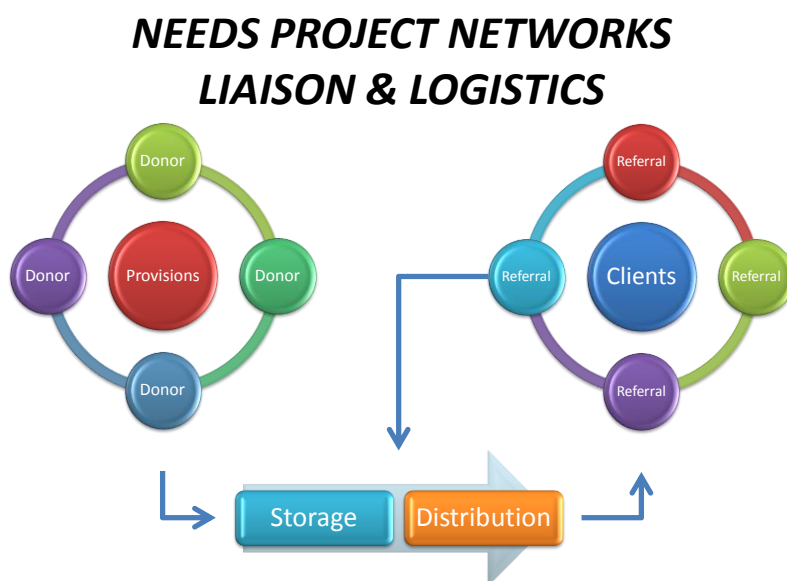 NEEDS PROJECT NETWORKS
LIAISON & LOGISTICS
Donor
Donor
Provisions
Donor
Donor
Referral
Referral
Clients
Referral
Referral
Storage
Distribution